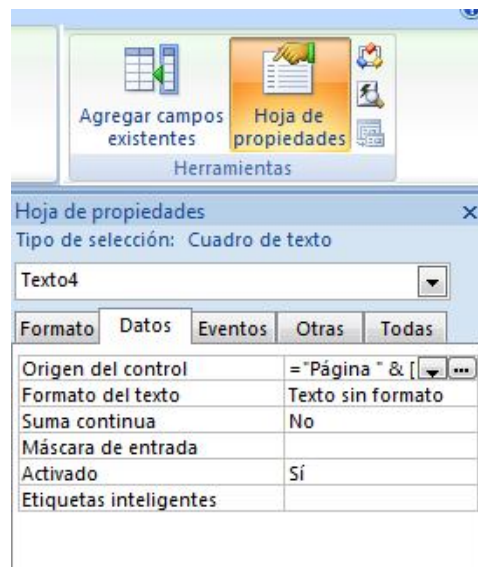 Agregar campos existentes
Hoja de propiedades
Herramientas
Hoja de propiedades
Tipo de selección: Cuadro de texto
Texto4
Formato Datos Eventos Otras Todas
Origen del control ="Página " & [
Formato del texto Texto sin formato
Suma continua No
Máscara de entrada
Activado Sí
Etiquetas inteligentes